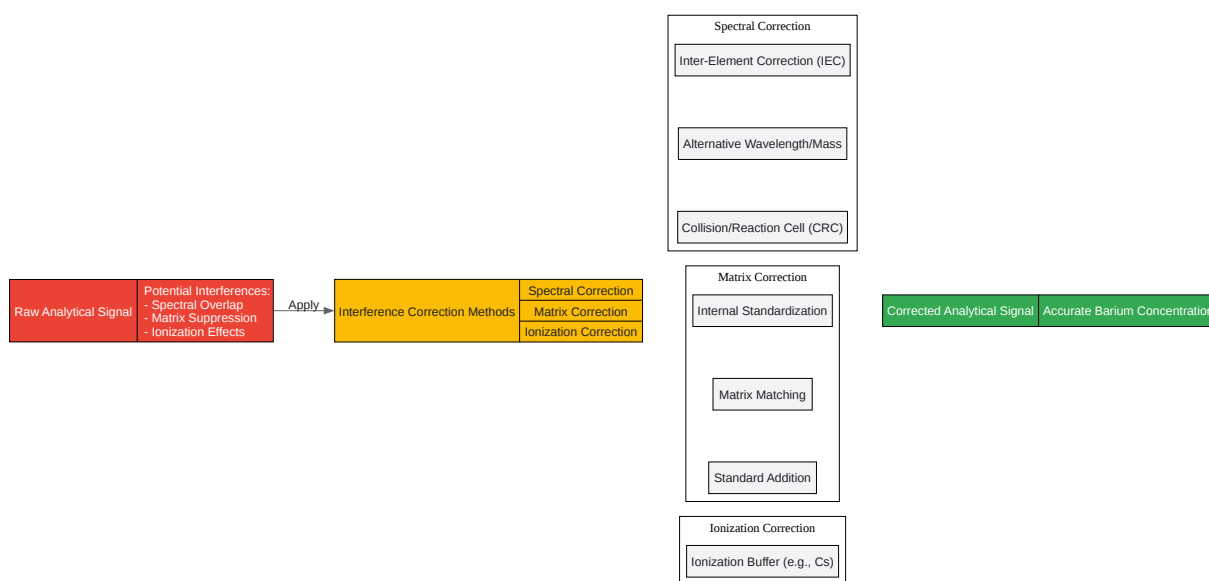 Raw Analytical Signal
Potential Interferences:
- Spectral Overlap
- Matrix Suppression
- Ionization Effects
Apply
Interference Correction Methods
Spectral Correction
Matrix Correction
Ionization Correction
Spectral Correction
Inter-Element Correction (IEC)
Alternative Wavelength/Mass
Collision/Reaction Cell (CRC)
Matrix Correction
Internal Standardization
Matrix Matching
Standard Addition
Ionization Correction
Ionization Buffer (e.g., Cs)
Corrected Analytical Signal
Accurate Barium Concentration